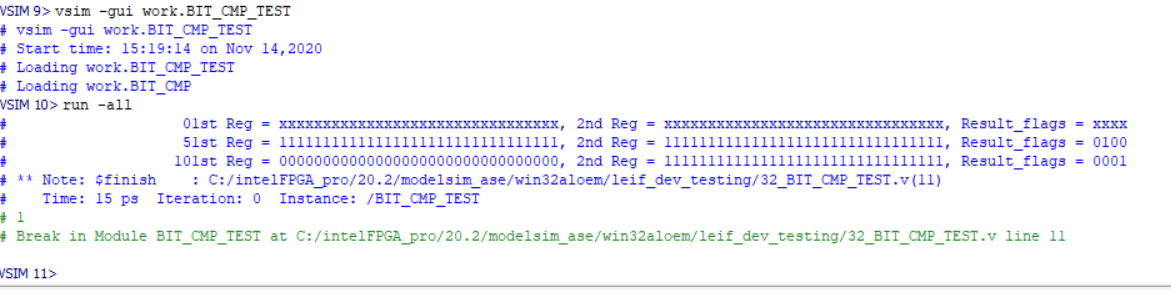 VSIM 9> vsim -gui work.BIT_CMP_TEST
# vsim -gui work.BIT_CMP_TEST
# Start time: 15:19:14 on Nov 14,2020
# Loading work.BIT_CMP_TEST
# Loading work.BIT_CMP
VSIM 10> run -all
#                    01st Reg = xxxxxxxxxxxxxxxxxxxxxxxxxxxxxxxx, 2nd Reg = xxxxxxxxxxxxxxxxxxxxxxxxxxxxxxxx, Result_flags = xxxx
#                    51st Reg = 11111111111111111111111111111111, 2nd Reg = 11111111111111111111111111111111, Result_flags = 0100
#                   101st Reg = 00000000000000000000000000000000, 2nd Reg = 11111111111111111111111111111111, Result_flags = 0001
# ** Note: $finish    : C:/intelFPGA_pro/20.2/modelsim_ase/win32aloem/leif_dev_testing/32_BIT_CMP_TEST.v(11)
#    Time: 15 ps  Iteration: 0  Instance: /BIT_CMP_TEST
# 1
# Break in Module BIT_CMP_TEST at C:/intelFPGA_pro/20.2/modelsim_ase/win32aloem/leif_dev_testing/32_BIT_CMP_TEST.v line 11
VSIM 11>